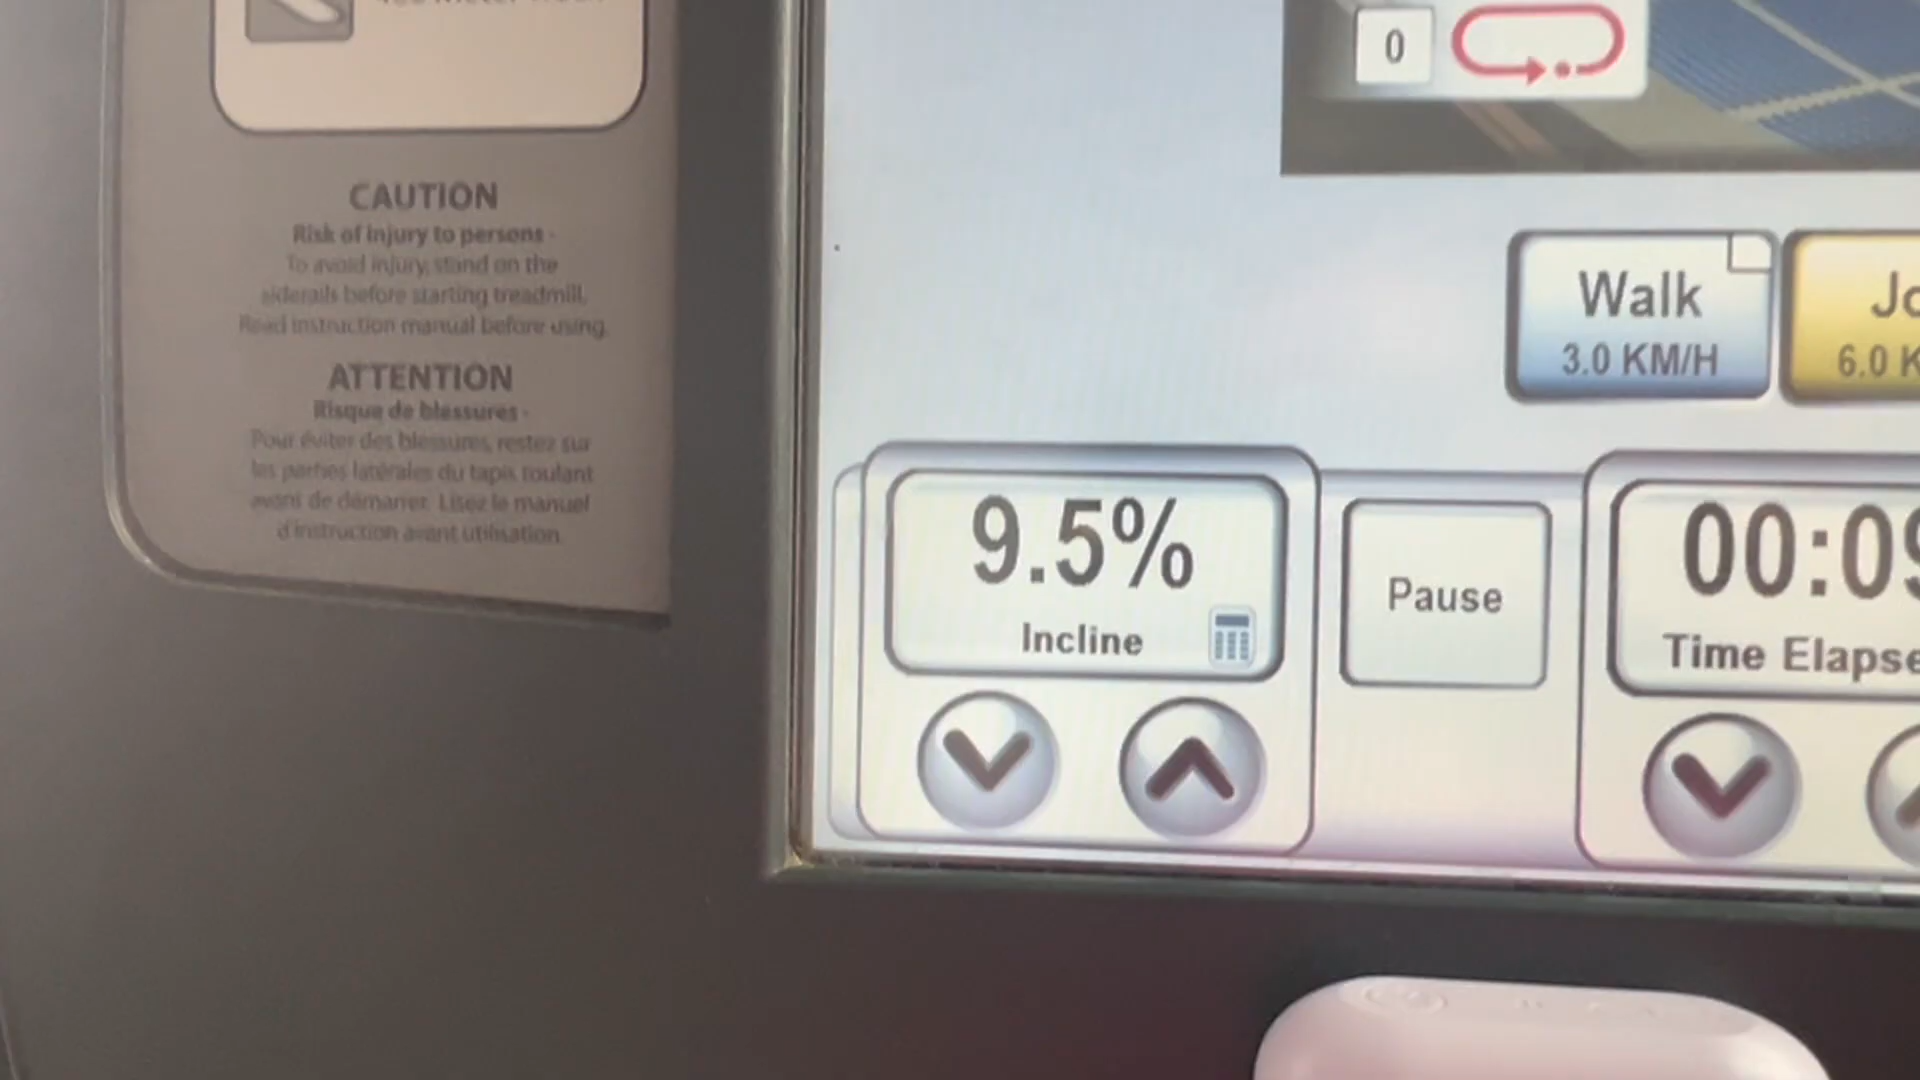 CAUTION
Risk of injury to persons -
To avoid injury, stand on the
siderails before starting treadmill.
Read instruction manual before using.
ATTENTION
Risque de blessures -
Pour éviter des blessures, restez sur
les parties latérales du tapis roulant
avant de démarrer. Lisez le manuel
d'instruction avant utilisation.
0
Walk
3.0 KM/H
Jo
6.0 K
9.5%
Incline
Pause
00:09
Time Elapse